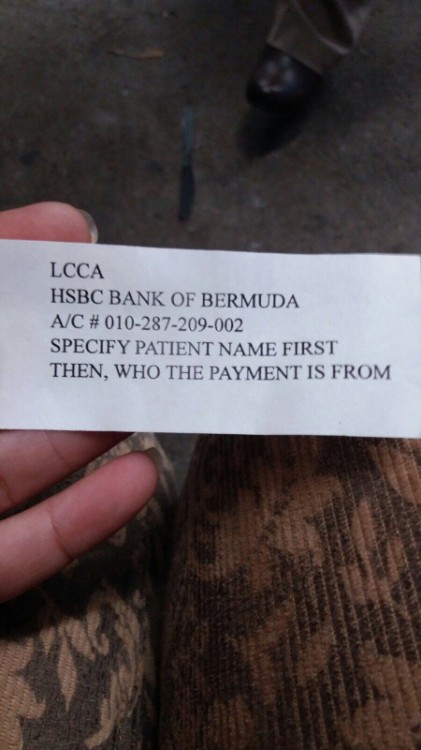 LCCA
HSBC BANK OF BERMUDA
A/C # 010-287-209-002
SPECIFY PATIENT NAME FIRST
THEN, WHO THE PAYMENT IS FROM